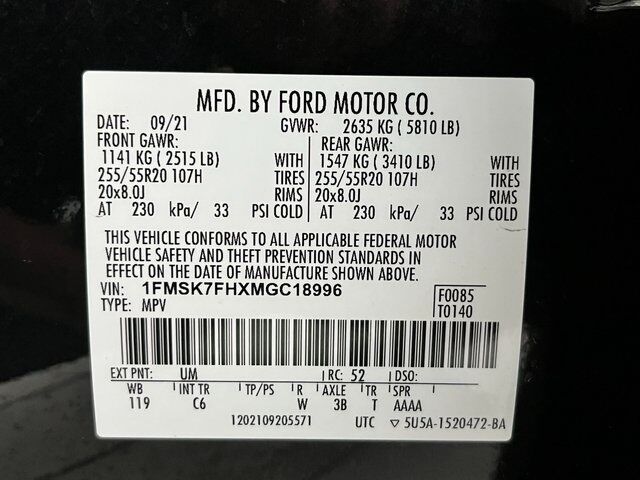 MFD. BY FORD MOTOR CO.
DATE: 09/21 GVWR: 2635 KG ( 5810 LB)
FRONT GAWR: REAR GAWR:
1141 KG ( 2515 LB) WITH 1547 KG ( 3410 LB) WITH
255/55R20 107H TIRES 255/55R20 107H TIRES
20x8.0J RIMS 20x8.0J RIMS
AT 230 kPa/ 33 PSI COLD AT 230 kPa/ 33 PSI COLD
THIS VEHICLE CONFORMS TO ALL APPLICABLE FEDERAL MOTOR
VEHICLE SAFETY AND THEFT PREVENTION STANDARDS IN
EFFECT ON THE DATE OF MANUFACTURE SHOWN ABOVE.
VIN: 1FMSK7FHXMGC18996
TYPE: MPV
F0085
T0140
EXT PNT: UM RC: 52 DSO:
WB INT TR TP/PS R AXLE TR SPR
119 C6 W 3B T AAAA
1202109205571 UTC ▽ 5U5A-1520472-BA